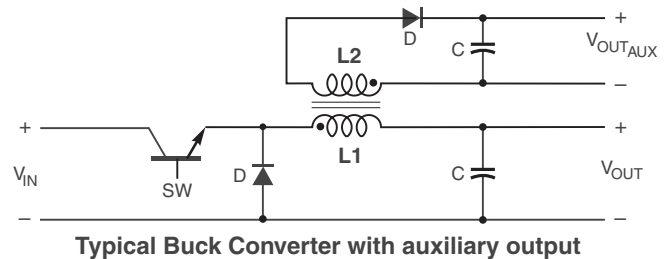 D
C
+
V_OUT_AUX
–
L2
+
L1
+
V_IN
SW
D
C
V_OUT
–
–
Typical Buck Converter with auxiliary output